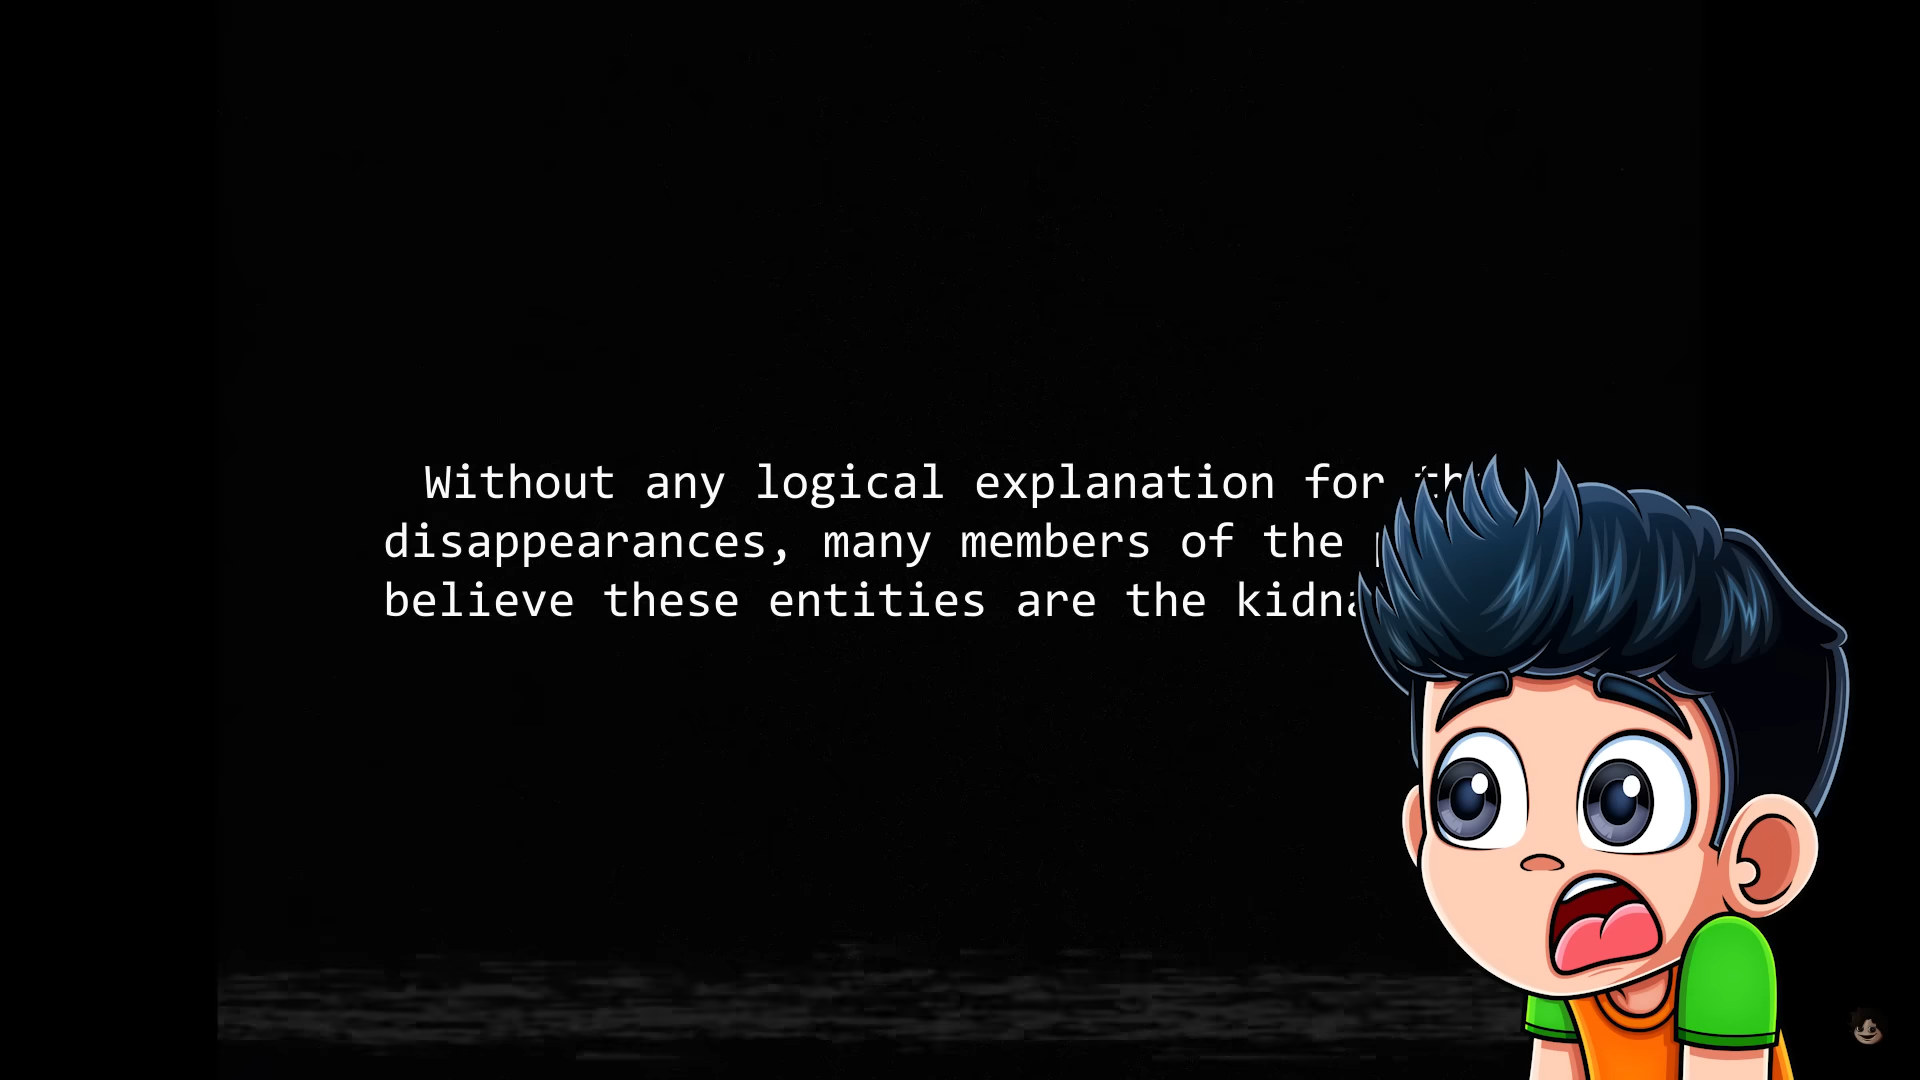 Without any logical explanation for
disappearances, many members of the
believe these entities are the